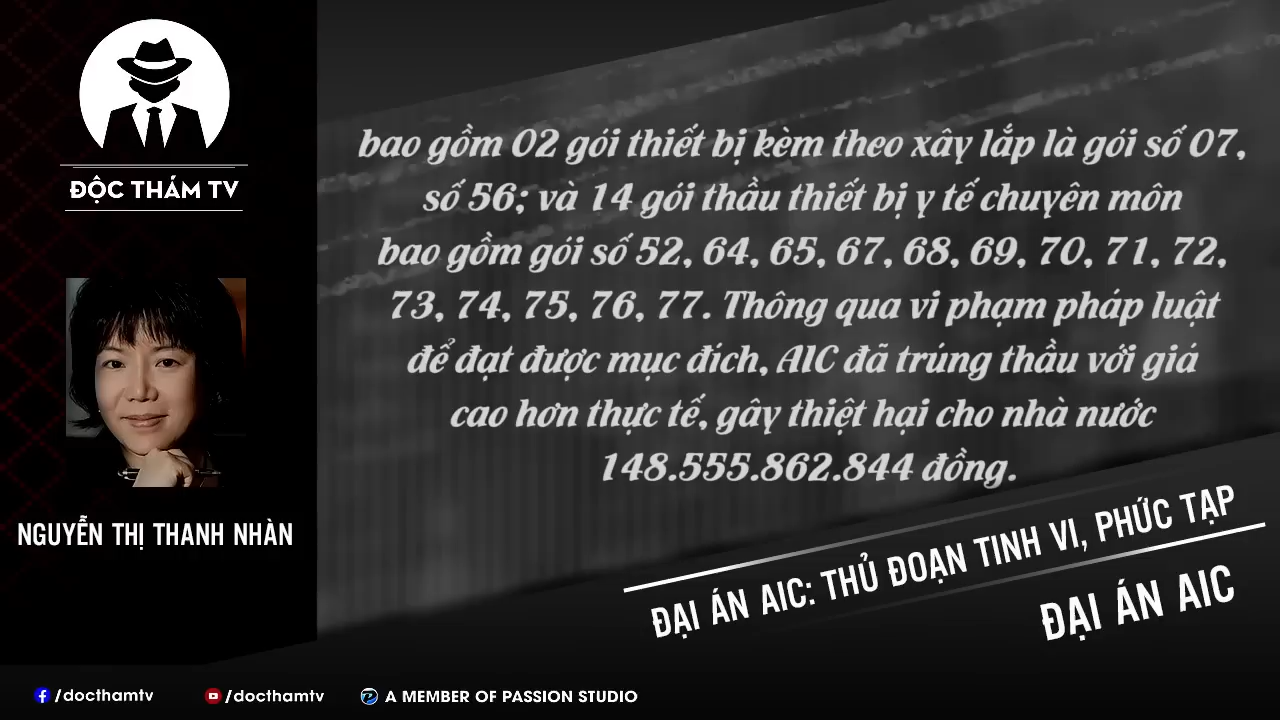 ĐỘC THÁM TV
NGUYỄN THỊ THANH NHÀN
bao gồm 02 gói thiết bị kèm theo xây lắp là gói số 07,
số 56; và 14 gói thầu thiết bị y tế chuyên môn
bao gồm gói số 52, 64, 65, 67, 68, 69, 70, 71, 72,
73, 74, 75, 76, 77. Thông qua vi phạm pháp luật
để đạt được mục đích, AIC đã trúng thầu với giá
cao hơn thực tế, gây thiệt hại cho nhà nước
148.555.862.844 đồng.
ĐẠI ÁN AIC: THỦ ĐOẠN TINH VI, PHỨC TẠP
ĐẠI ÁN AIC
/docthamtv
/docthamtv
A MEMBER OF PASSION STUDIO